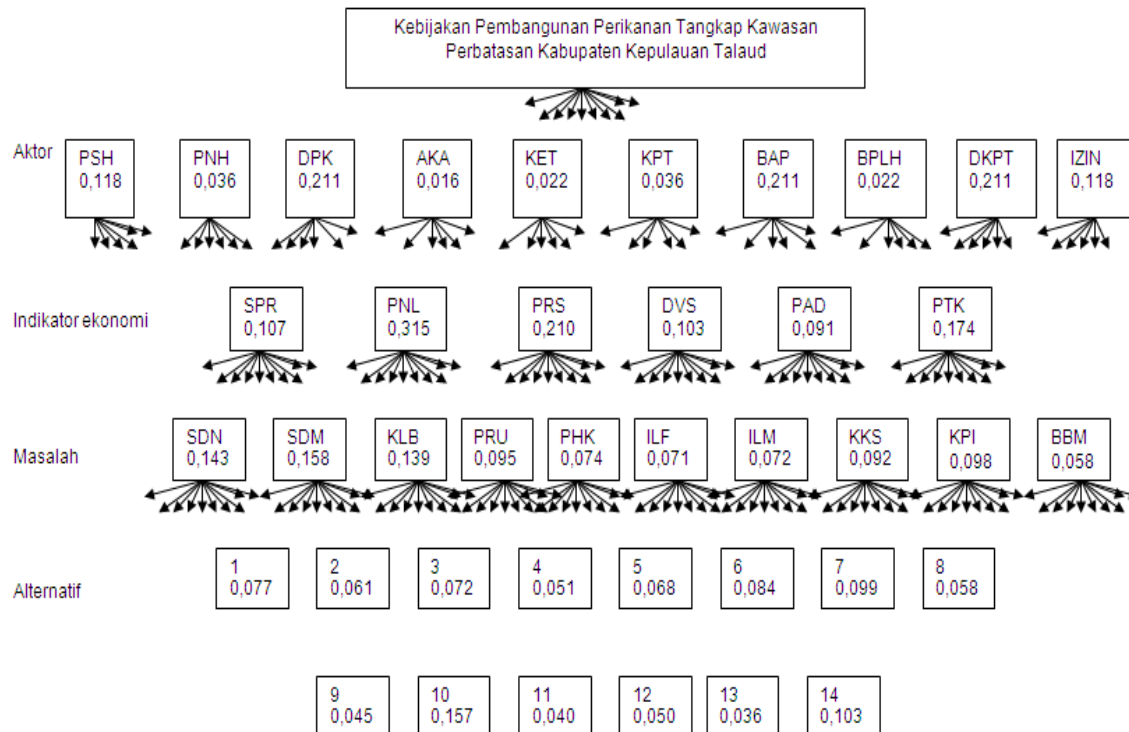 Kebijakan Pembangunan Perikanan Tangkap Kawasan
Perbatasan Kabupaten Kepulauan Talaud
Aktor
PSH
0,118
PNH
0,036
DPK
0,211
AKA
0,016
KET
0,022
KPT
0,036
BAP
0,211
BPLH
0,022
DKPT
0,211
IZIN
0,118
Indikator ekonomi
SPR
0,107
PNL
0,315
PRS
0,210
DVS
0,103
PAD
0,091
PTK
0,174
Masalah
SDN
0,143
SDM
0,158
KLB
0,139
PRU
0,095
PHK
0,074
ILF
0,071
ILM
0,072
KKS
0,092
KPI
0,098
BBM
0,058
Alternatif
1
0,077
2
0,061
3
0,072
4
0,051
5
0,068
6
0,084
7
0,099
8
0,058
9
0,045
10
0,157
11
0,040
12
0,050
13
0,036
14
0,103